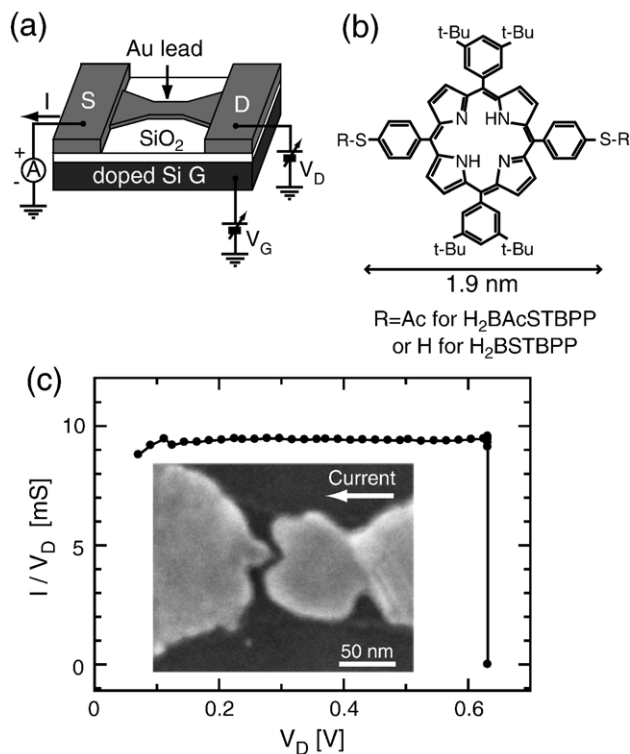 (a)
Au lead
I
S
D
SiO2
+
A
-
doped Si G
VD
VG
(b)
t-Bu
t-Bu
N
HN
R-S
S-R
NH
N
t-Bu
t-Bu
1.9 nm
R=Ac for H2BAcSTBPP
or H for H2BSTBPP
(c)
10
5
0
I / VD [mS]
Current
50 nm
0
0.2
0.4
0.6
VD [V]